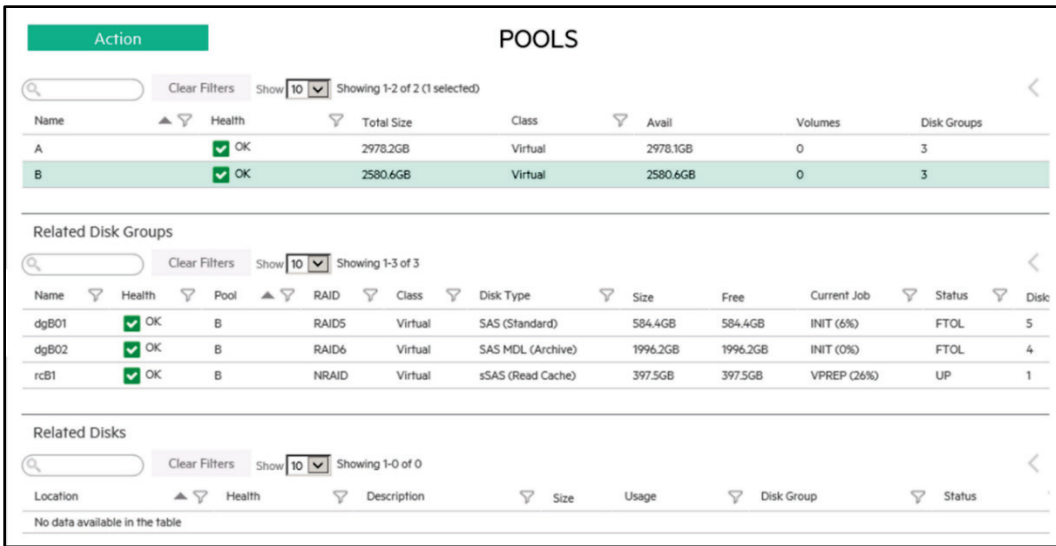 Action POOLS
Clear Filters Show 10 Showing 1-2 of 2 (1 selected)
Name Health Total Size Class Avail Volumes Disk Groups
A OK 2978.2GB Virtual 2978.1GB 0 3
B OK 2580.6GB Virtual 2580.6GB 0 3
Related Disk Groups
Clear Filters Show 10 Showing 1-3 of 3
Name Health Pool RAID Class Disk Type Size Free Current Job Status Disk
dgB01 OK B RAID5 Virtual SAS (Standard) 584.4GB 584.4GB INIT (6%) FTOL 5
dgB02 OK B RAID6 Virtual SAS MDL (Archive) 1996.2GB 1996.2GB INIT (0%) FTOL 4
rcB1 OK B NRAID Virtual sSAS (Read Cache) 397.5GB 397.5GB VPREP (26%) UP 1
Related Disks
Clear Filters Show 10 Showing 1-0 of 0
Location Health Description Size Usage Disk Group Status
No data available in the table